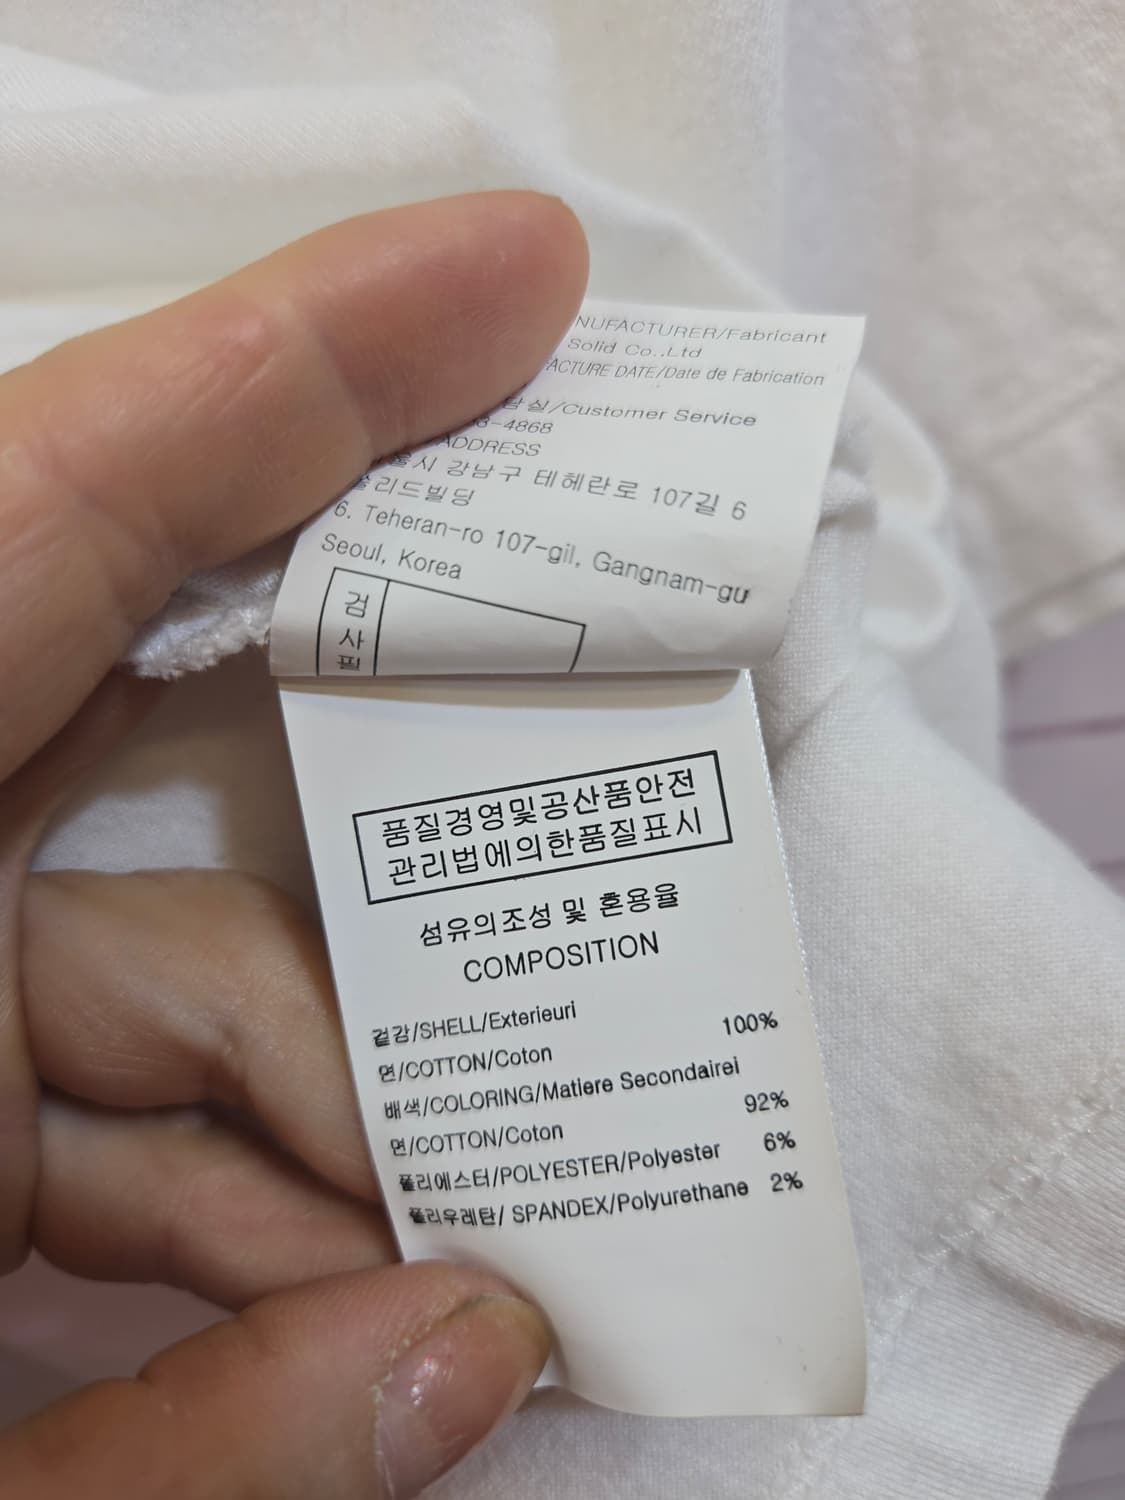 NUFACTURER/Fabricant
Solid Co.,Ltd
FACTURE DATE/Date de Fabrication
담실/Customer Service
8-4868
ADDRESS
울시 강남구 테헤란로 107길 6
쏠리드빌딩
6. Teheran-ro 107-gil, Gangnam-gu
Seoul, Korea
검
사
필
품질경영및공산품안전
관리법에의한품질표시
섬유의조성 및 혼용율
COMPOSITION
겉감/SHELL/Exterieuri
면/COTTON/Coton 100%
배색/COLORING/Matiere Secondairei
면/COTTON/Coton 92%
폴리에스터/POLYESTER/Polyester 6%
폴리우레탄/ SPANDEX/Polyurethane 2%